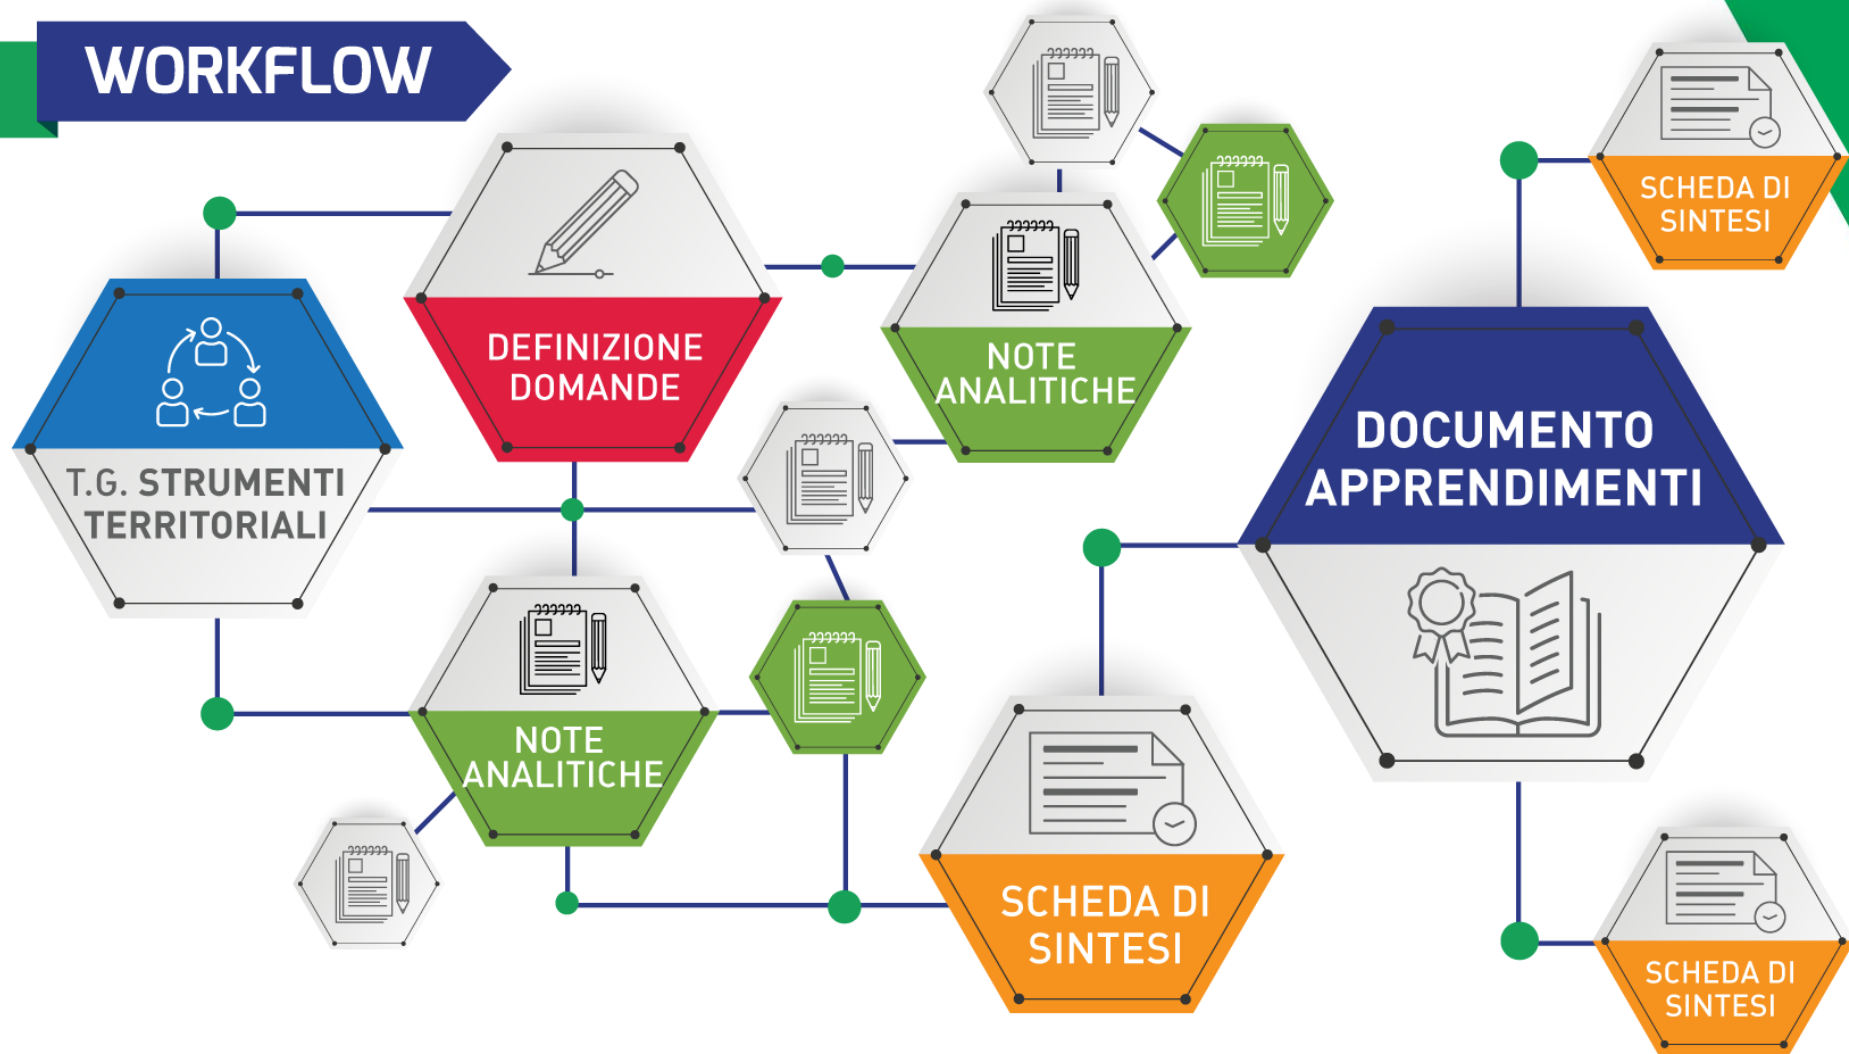 WORKFLOW
T.G. STRUMENTI
TERRITORIALI
DEFINIZIONE
DOMANDE
NOTE
ANALITICHE
NOTE
ANALITICHE
SCHEDA DI
SINTESI
DOCUMENTO
APPRENDIMENTI
SCHEDA DI
SINTESI
SCHEDA DI
SINTESI